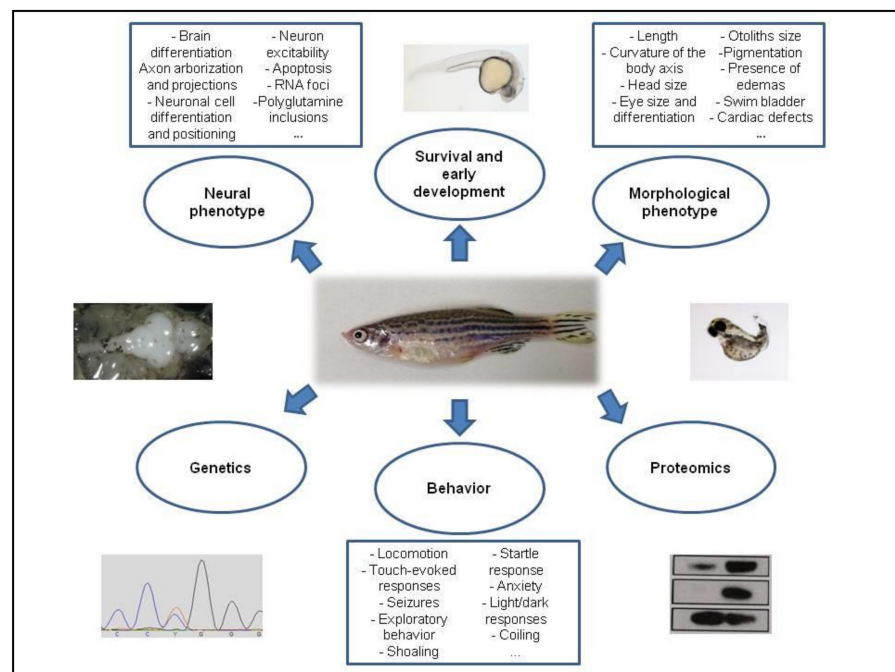 - Brain
differentiation
Axon arborization
and projections
- Neuronal cell
differentiation
and positioning
- Neuron
excitability
- Apoptosis
- RNA foci
-Polyglutamine
inclusions
...
- Length
- Curvature of the
body axis
- Head size
- Eye size and
differentiation
- Otoliths size
-Pigmentation
- Presence of
edemas
- Swim bladder
- Cardiac defects
...
Neural
phenotype
Survival and
early
development
Morphological
phenotype
Genetics
Behavior
Proteomics
- Locomotion
- Touch-evoked
responses
- Seizures
- Exploratory
behavior
- Shoaling
- Startle
response
- Anxiety
- Light/dark
responses
- Coiling
...
C C Y G G G